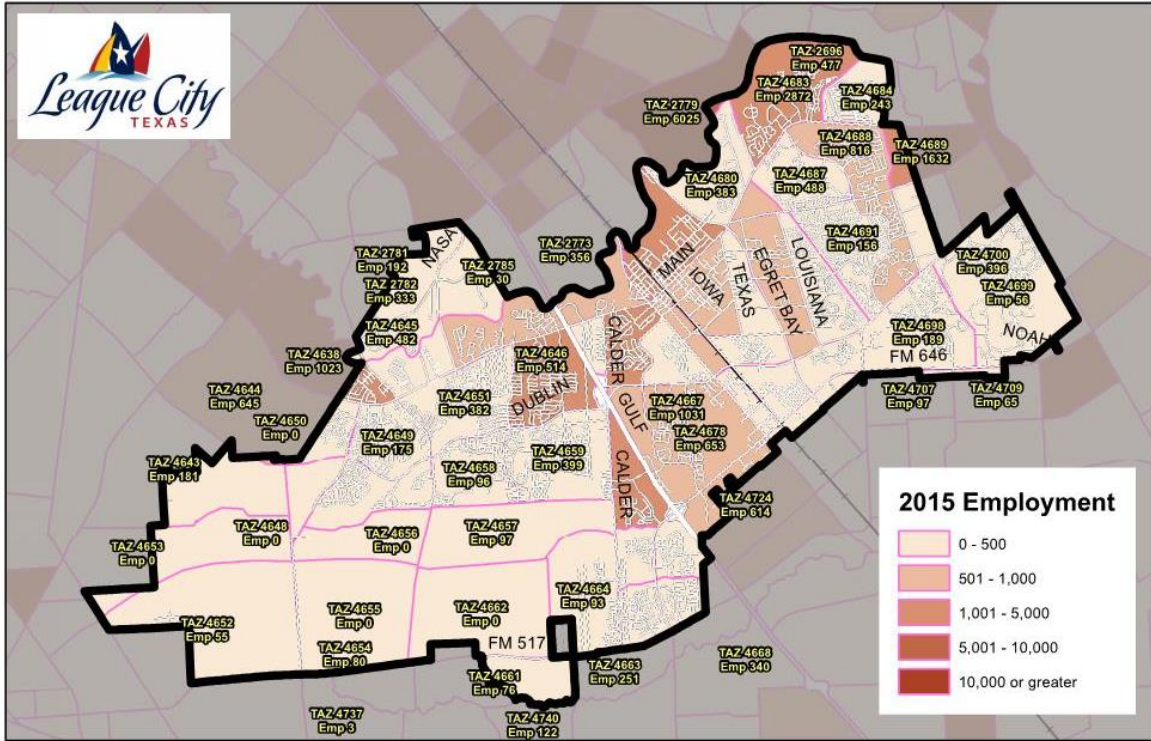 League City
TEXAS
TAZ 2696
Emp 477
TAZ 4683
Emp 2872
TAZ 4684
Emp 243
TAZ 2779
Emp 6025
TAZ 4688
Emp 816
TAZ 4689
Emp 1632
TAZ 4680
Emp 383
TAZ 4687
Emp 488
TAZ 4691
Emp 156
TAZ 2781
Emp 192
NASA
TAZ 2785
Emp 30
TAZ 2773
Emp 356
MAIN
IOWA
TEXAS
EGRET BAY
LOUISIANA
TAZ 4700
Emp 396
TAZ 4699
Emp 56
TAZ 2782
Emp 333
TAZ 4645
Emp 482
TAZ 4698
Emp 189
NOAH
FM 646
TAZ 4638
Emp 1023
TAZ 4646
Emp 514
CALDER
TAZ 4644
Emp 645
TAZ 4651
Emp 382
DUBLIN
GULF
TAZ 4667
Emp 1031
TAZ 4707
Emp 97
TAZ 4709
Emp 65
TAZ 4650
Emp 0
TAZ 4649
Emp 175
TAZ 4678
Emp 653
TAZ 4659
Emp 399
TAZ 4643
Emp 181
TAZ 4658
Emp 96
CALDER
TAZ 4724
Emp 614
TAZ 4648
Emp 0
TAZ 4656
Emp 0
TAZ 4657
Emp 97
TAZ 4653
Emp 0
TAZ 4664
Emp 93
TAZ 4652
Emp 55
TAZ 4655
Emp 0
TAZ 4662
Emp 0
TAZ 4654
Emp 80
FM 517
TAZ 4668
Emp 340
TAZ 4663
Emp 251
TAZ 4661
Emp 76
TAZ 4737
Emp 3
TAZ 4740
Emp 122
2015 Employment
0 - 500
501 - 1,000
1,001 - 5,000
5,001 - 10,000
10,000 or greater